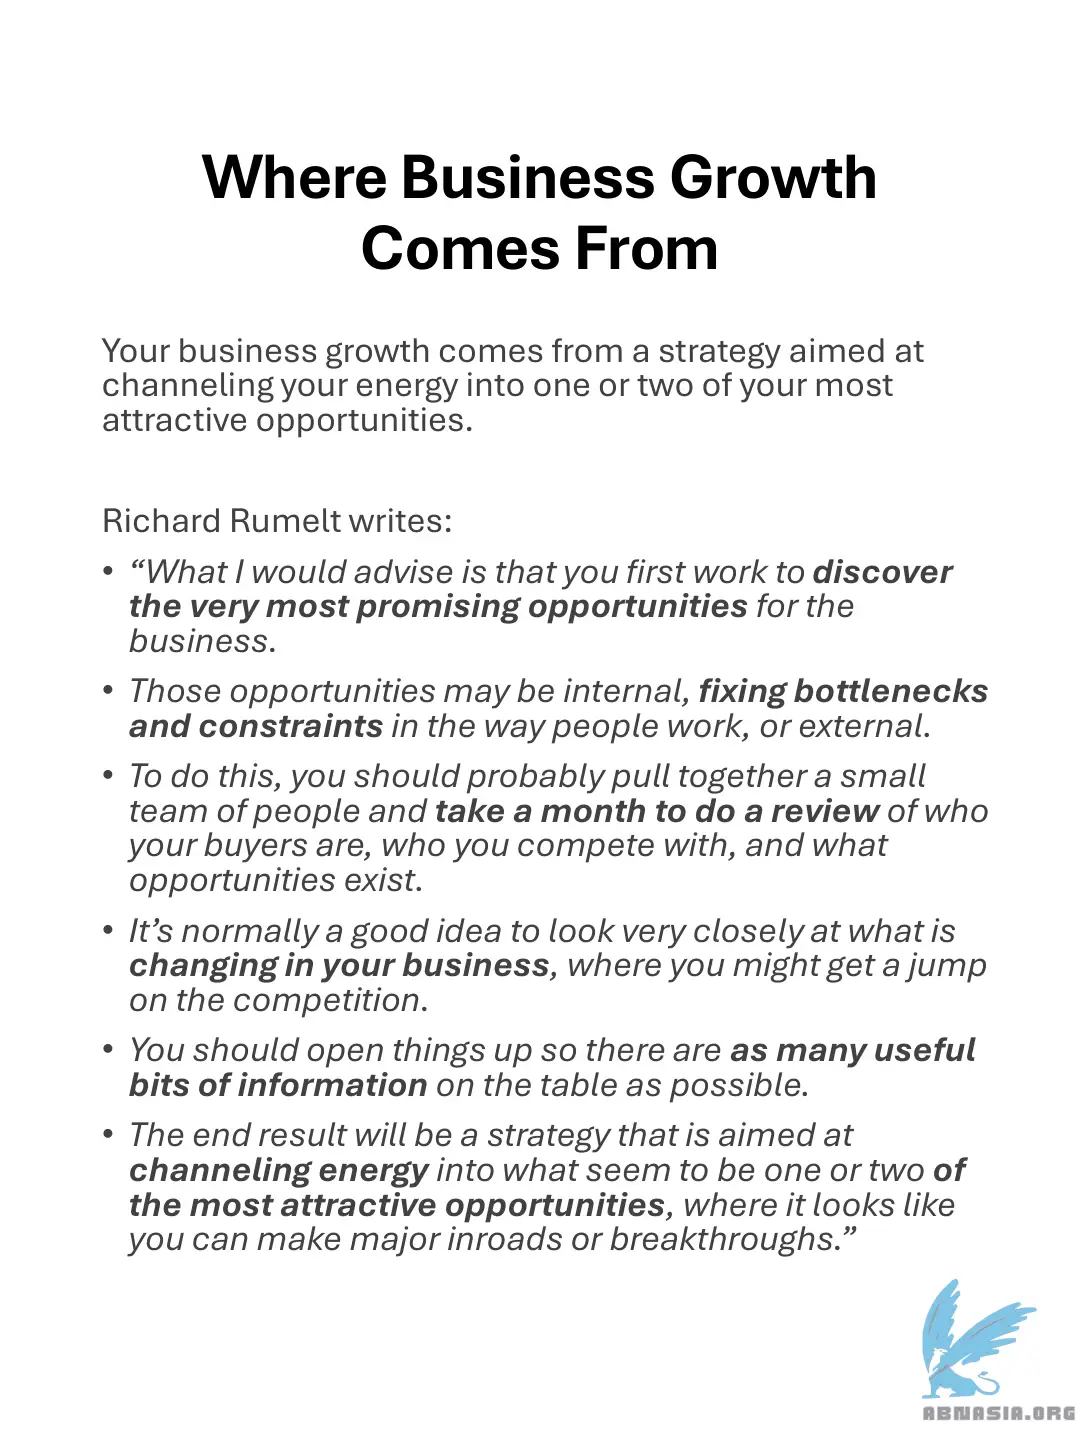 Where Business Growth
Comes From
Your business growth comes from a strategy aimed at
channeling your energy into one or two of your most
attractive opportunities.
Richard Rumelt writes:
• “What I would advise is that you first work to discover
the very most promising opportunities for the
business.
• Those opportunities may be internal, fixing bottlenecks
and constraints in the way people work, or external.
• To do this, you should probably pull together a small
team of people and take a month to do a review of who
your buyers are, who you compete with, and what
opportunities exist.
• It’s normally a good idea to look very closely at what is
changing in your business, where you might get a jump
on the competition.
• You should open things up so there are as many useful
bits of information on the table as possible.
• The end result will be a strategy that is aimed at
channeling energy into what seem to be one or two of
the most attractive opportunities, where it looks like
you can make major inroads or breakthroughs.”
ABNASIA.ORG